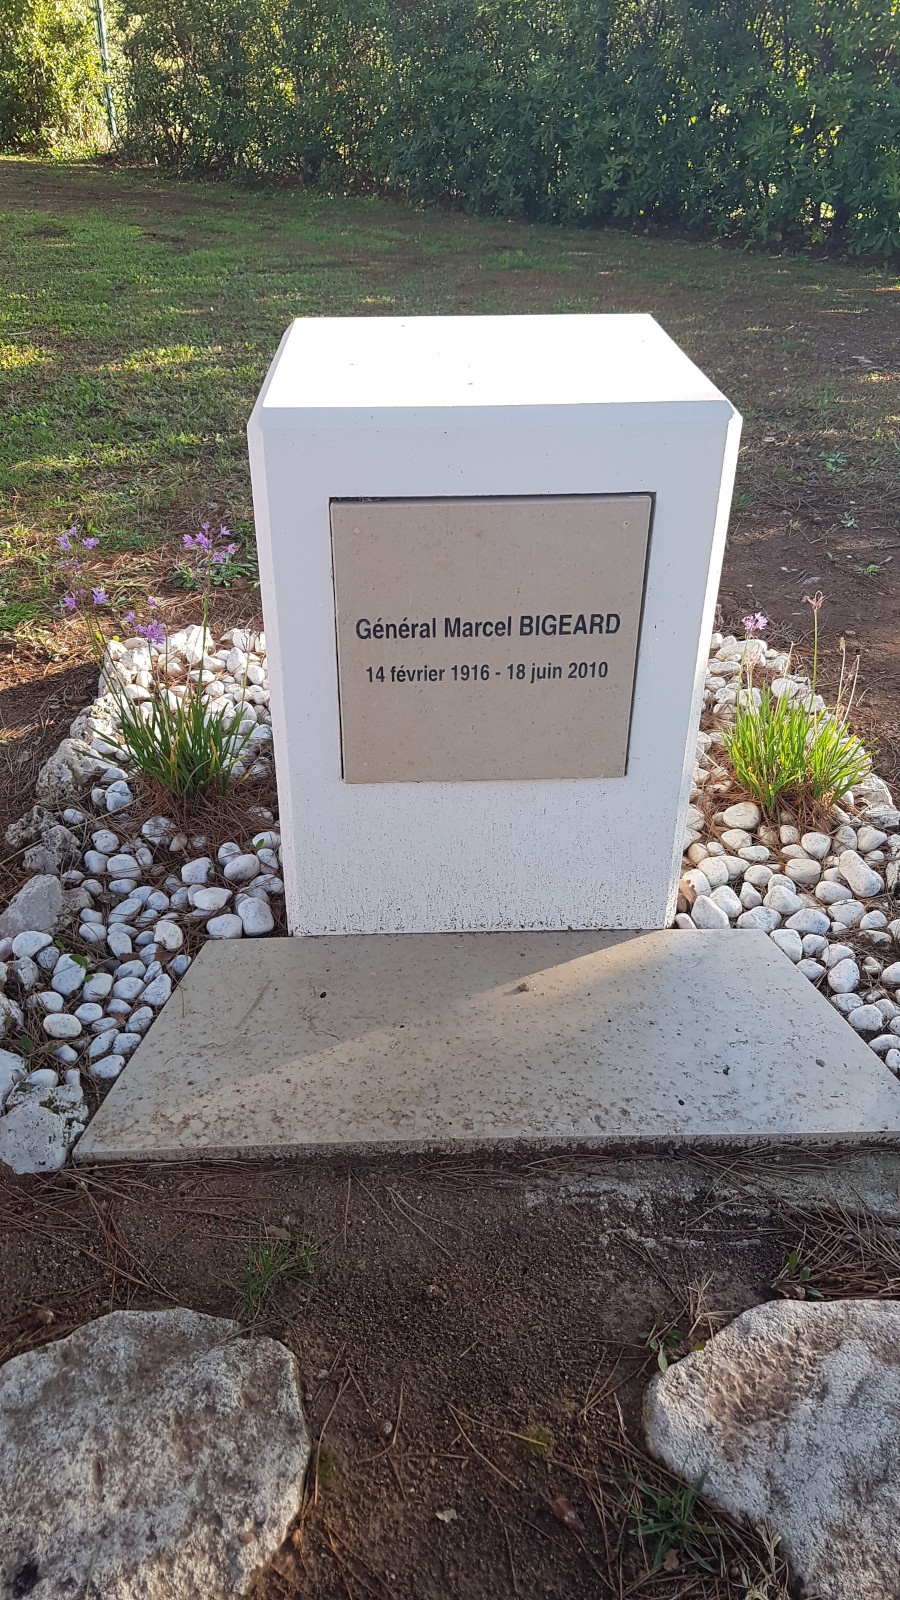 Général Marcel BIGEARD
14 février 1916 - 18 juin 2010